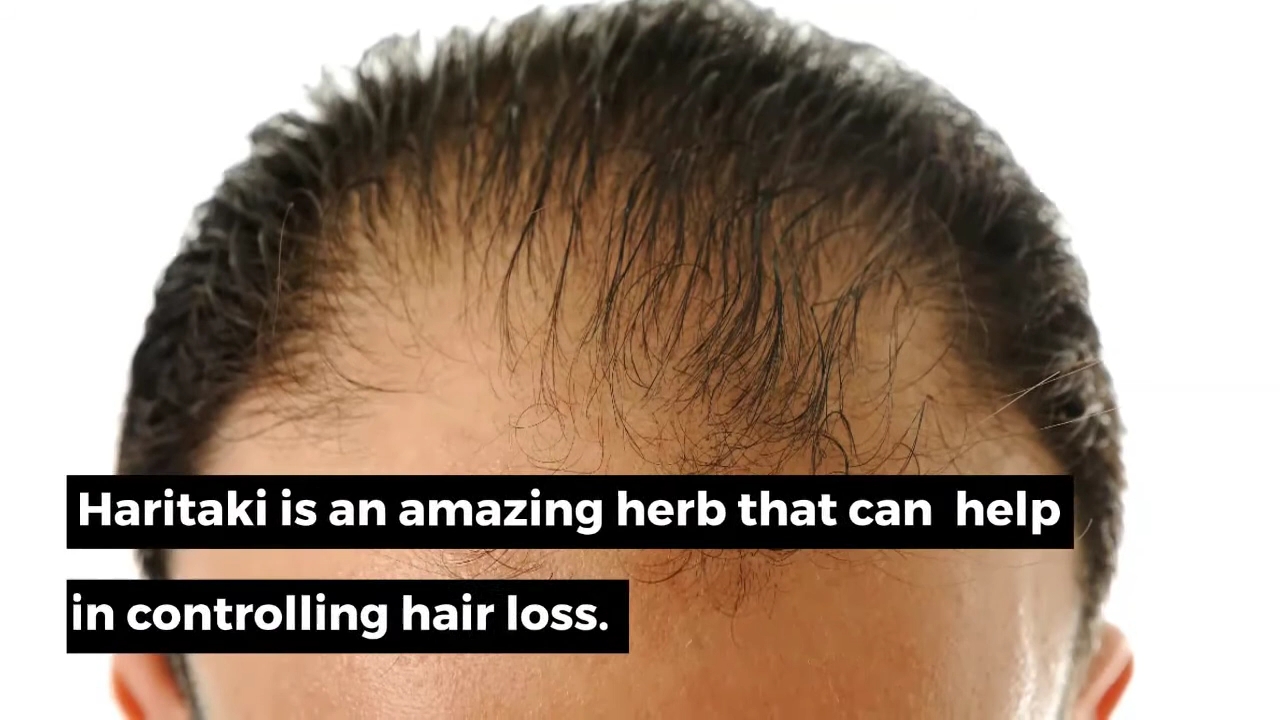 Haritaki is an amazing herb that can help
in controlling hair loss.